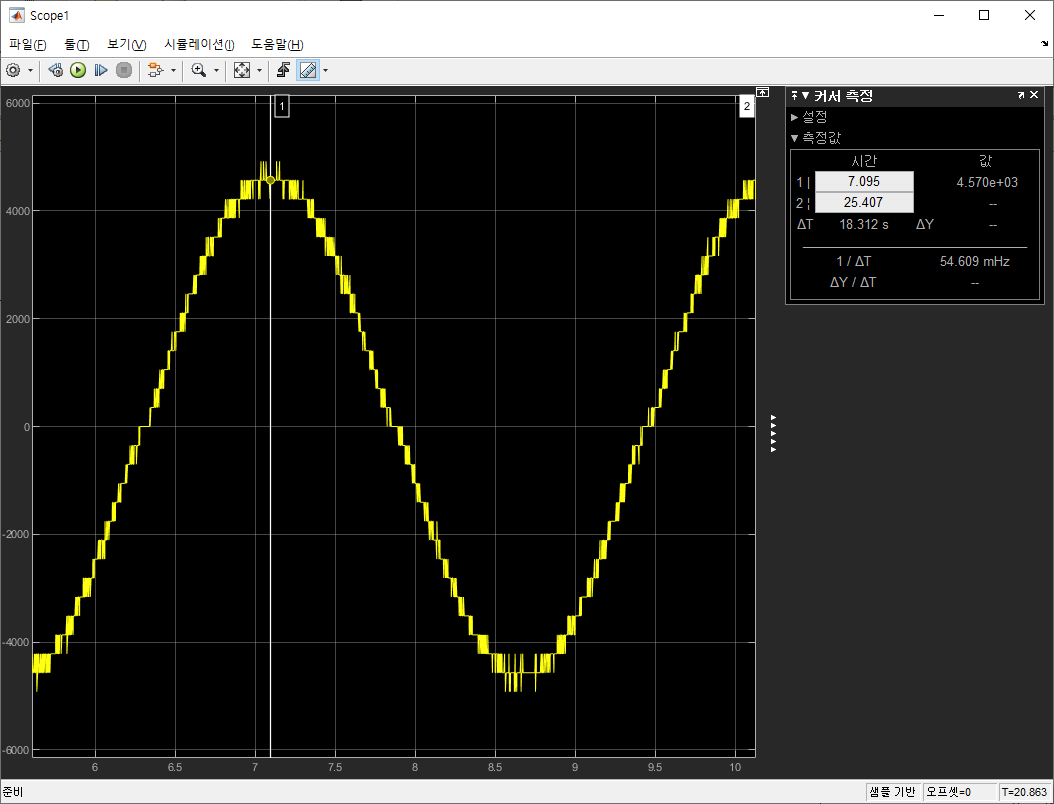 Scope1
파일(F) 툴(T) 보기(V) 시뮬레이션(I) 도움말(H)
1
2
6000
4000
2000
0
-2000
-4000
-6000
6 6.5 7 7.5 8 8.5 9 9.5 10
커서 측정
설정
측정값
시간 값
1 | 7.095 4.570e+03
2 ¦ 25.407 --
ΔT 18.312 s ΔY --
1 / ΔT 54.609 mHz
ΔY / ΔT --
준비 샘플 기반 오프셋=0 T=20.863